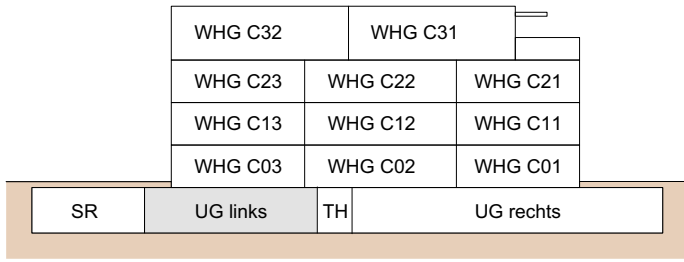 WHG C32 WHG C31
WHG C23 WHG C22 WHG C21
WHG C13 WHG C12 WHG C11
WHG C03 WHG C02 WHG C01
SR UG links TH UG rechts